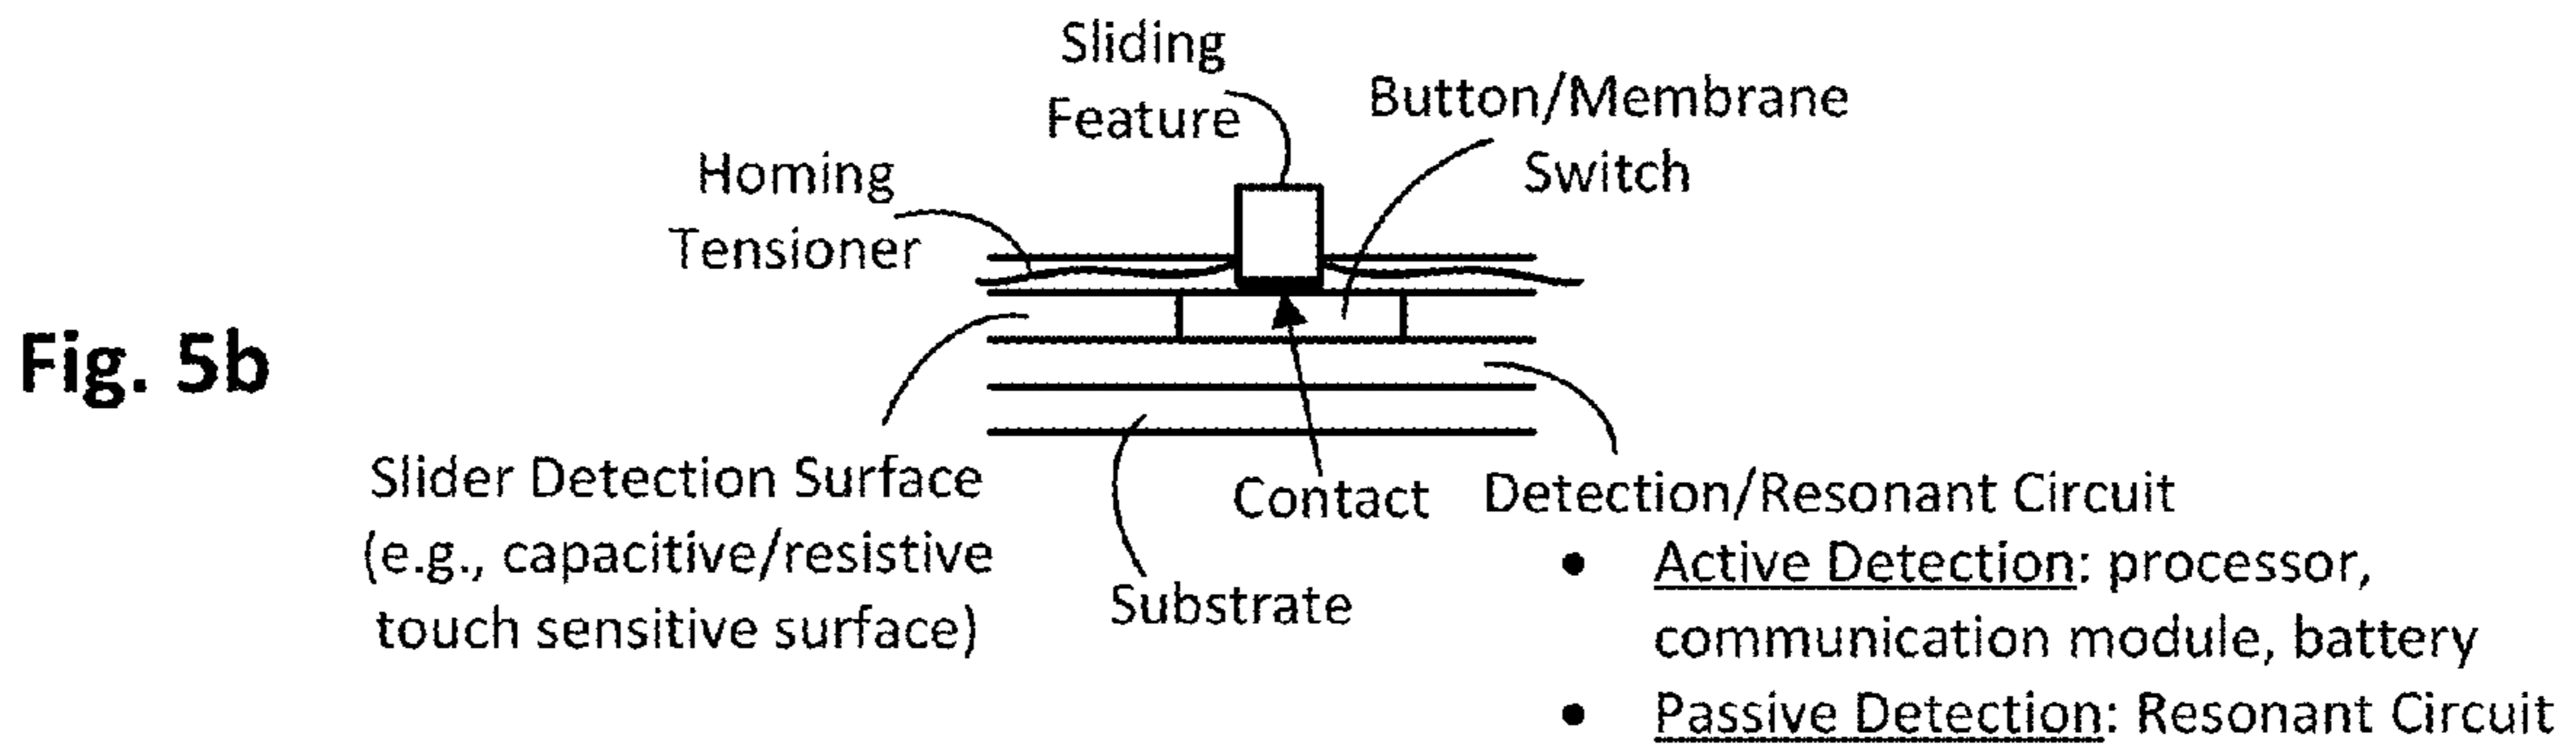 Sliding
Feature
Button/Membrane
Switch
Homing
Tensioner
Fig. 5b
Slider Detection Surface
(e.g., capacitive/resistive
touch sensitive surface)
Substrate
Contact
Detection/Resonant Circuit
• Active Detection: processor,
communication module, battery
• Passive Detection: Resonant Circuit